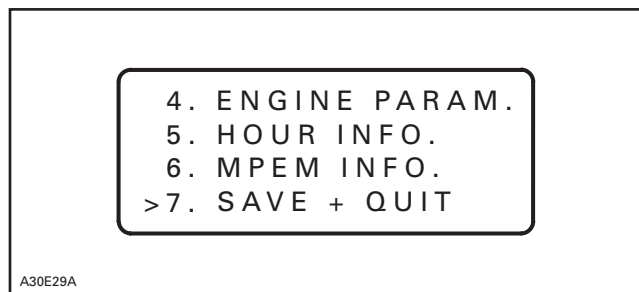 4. ENGINE PARAM.
5. HOUR INFO.
6. MPEM INFO.
>7. SAVE + QUIT
A30E29A